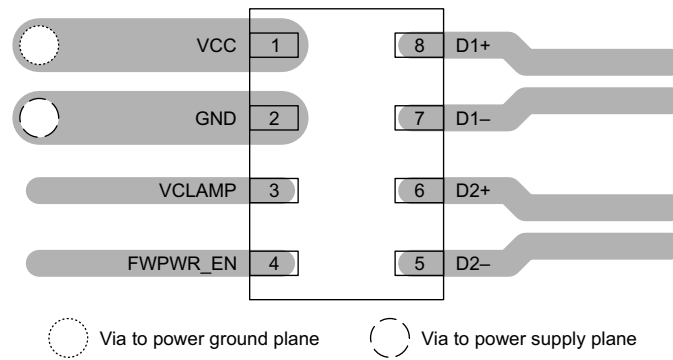 VCC 1 8 D1+
GND 2 7 D1–
VCLAMP 3 6 D2+
FWPWR_EN 4 5 D2–
Via to power ground plane Via to power supply plane